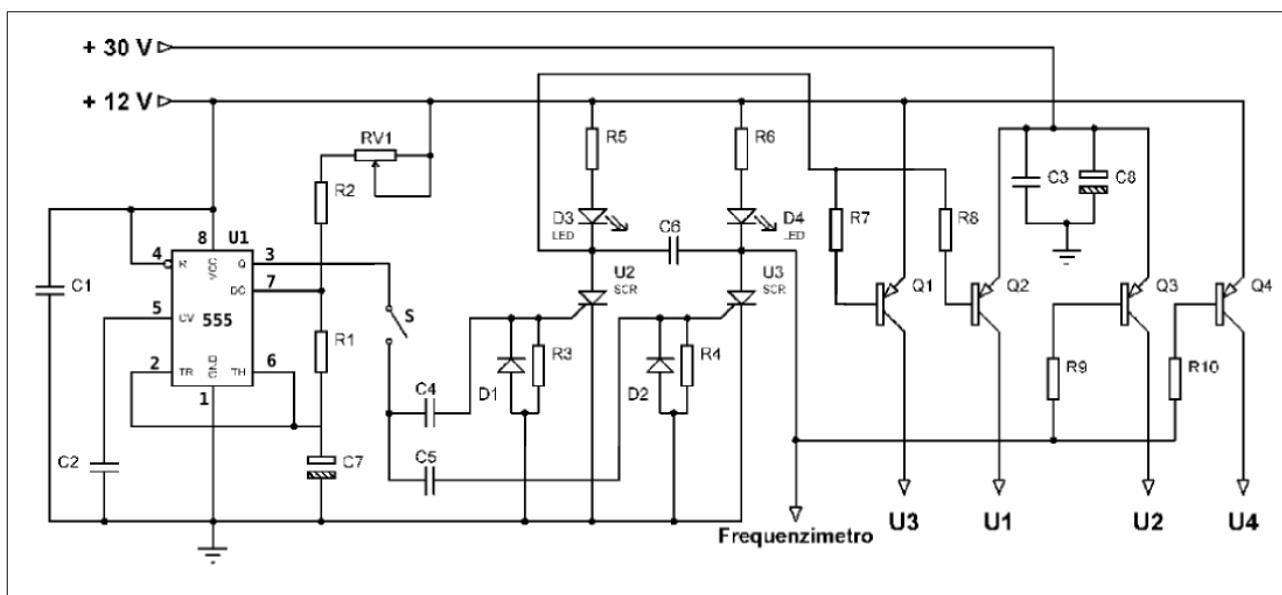 + 30 V
+ 12 V
RV1
R5
R6
R2
C3
C8
R7
R8
D3
LED
C6
D4
LED
8
U1
4
R
VCC
Q
3
U2
SCR
U3
SCR
Q1
Q2
Q3
Q4
C1
DC
7
5
CV
555
S
R1
2
TR
GND
TH
6
R3
R4
D1
D2
1
C4
R9
R10
C2
C7
C5
Frequenzimetro
U3
U1
U2
U4